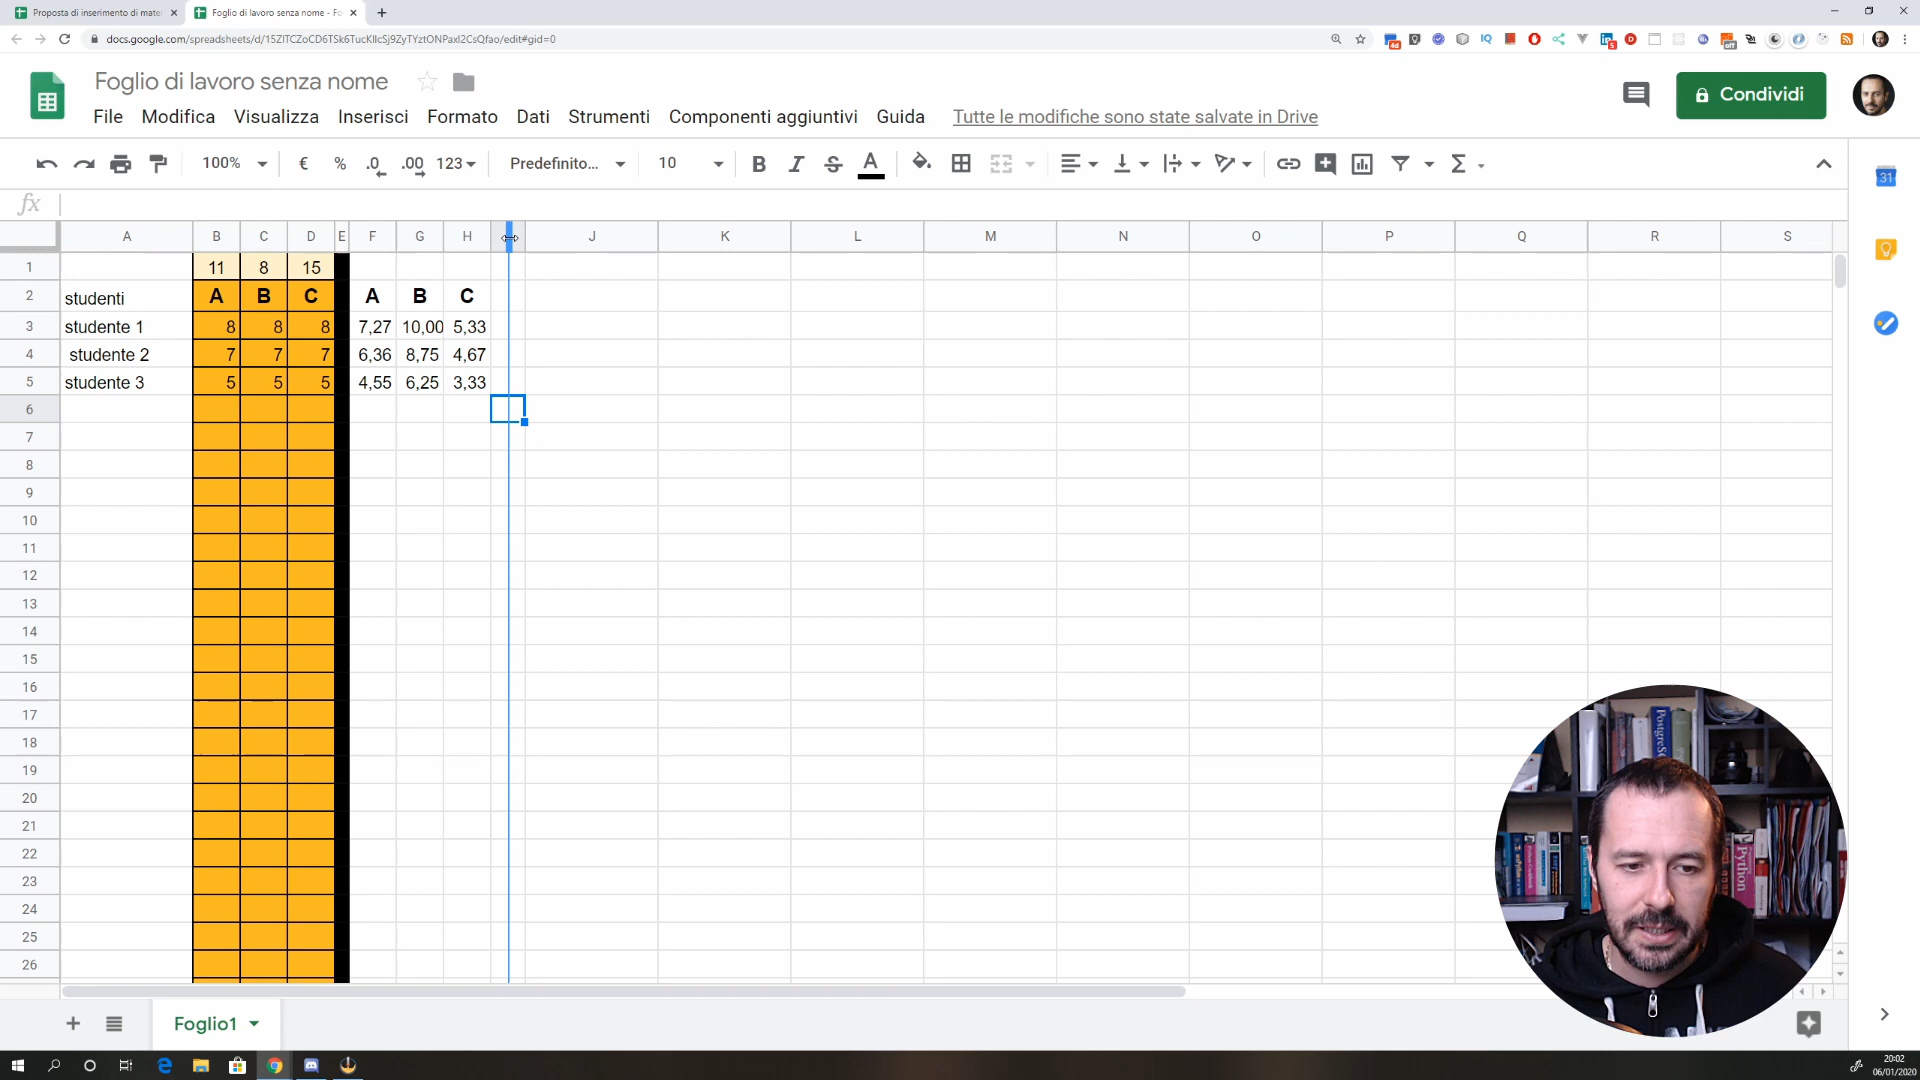 Proposta di inserimento di mate
Foglio di lavoro senza nome - Fo
docs.google.com/spreadsheets/d/15ZITCZoCD6TSk6TucKIIcSj9ZyTYztONPaxI2CsQfao/edit#gid=0
Foglio di lavoro senza nome
File Modifica Visualizza Inserisci Formato Dati Strumenti Componenti aggiuntivi Guida Tutte le modifiche sono state salvate in Drive
Condividi
100% € % .0 .00 123 Predefinito... 10 B I S A Σ
31
fx
A B C D E F G H J K L M N O P Q R S
1 11 8 15
2 studenti A B C A B C
3 studente 1 8 8 8 7,27 10,00 5,33
4 studente 2 7 7 7 6,36 8,75 4,67
5 studente 3 5 5 5 4,55 6,25 3,33
6
7
8
9
10
11
12
13
14
15
16
17
18
19
20
21
22
23
24
25
26
PostgreSQ
Python
Foglio1
20:02
06/01/2020